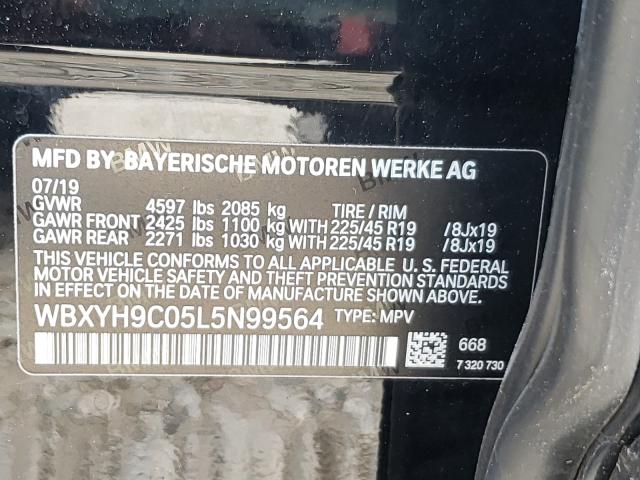 MFD BY BAYERISCHE MOTOREN WERKE AG
07/19
GVWR 4597 lbs 2085 kg TIRE / RIM
GAWR FRONT 2425 lbs 1100 kg WITH 225/45 R19 /8Jx19
GAWR REAR 2271 lbs 1030 kg WITH 225/45 R19 /8Jx19
THIS VEHICLE CONFORMS TO ALL APPLICABLE U. S. FEDERAL
MOTOR VEHICLE SAFETY AND THEFT PREVENTION STANDARDS
IN EFFECT ON THE DATE OF MANUFACTURE SHOWN ABOVE.
WBXYH9C05L5N99564 TYPE: MPV
668
7 320 730